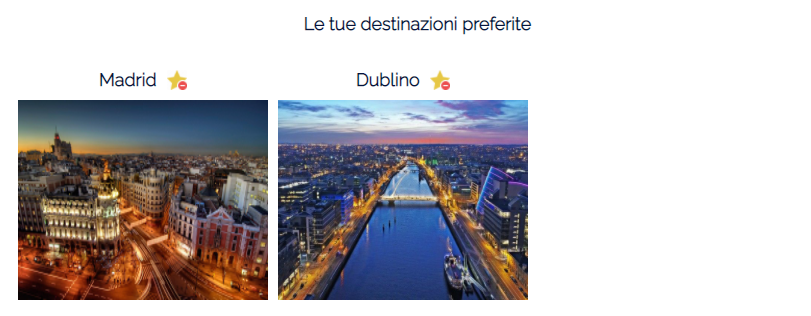 Le tue destinazioni preferite
Madrid
Dublino